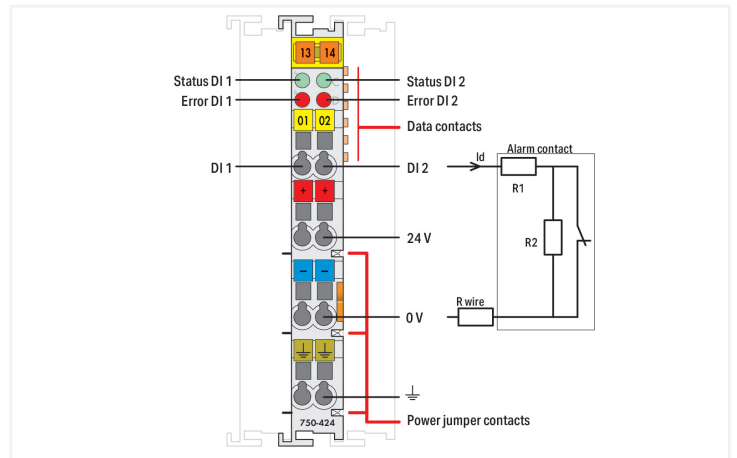 13 14
Status DI 1
Status DI 2
Error DI 1
Error DI 2
01 02
Data contacts
Alarm contact
DI 1
DI 2
Id
R1
+ +
R2
24 V
− −
R wire
0 V
Power jumper contacts
750-424